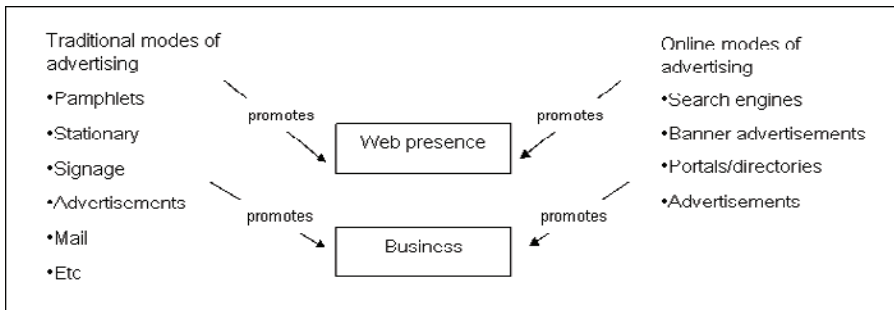 Traditional modes of
advertising
•Pamphlets
•Stationary
•Signage
•Advertisements
•Mail
•Etc
promotes
promotes
Web presence
Business
promotes
promotes
Online modes of
advertising
•Search engines
•Banner advertisements
•Portals/directories
•Advertisements